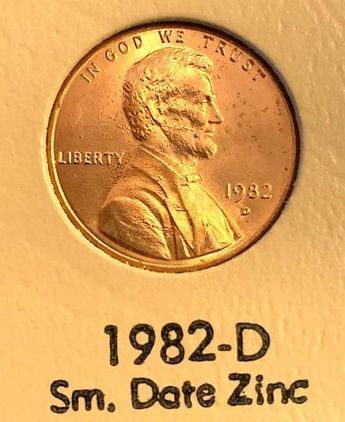 IN GOD WE TRUST
LIBERTY
1982
D
1982-D
Sm. Date Zinc